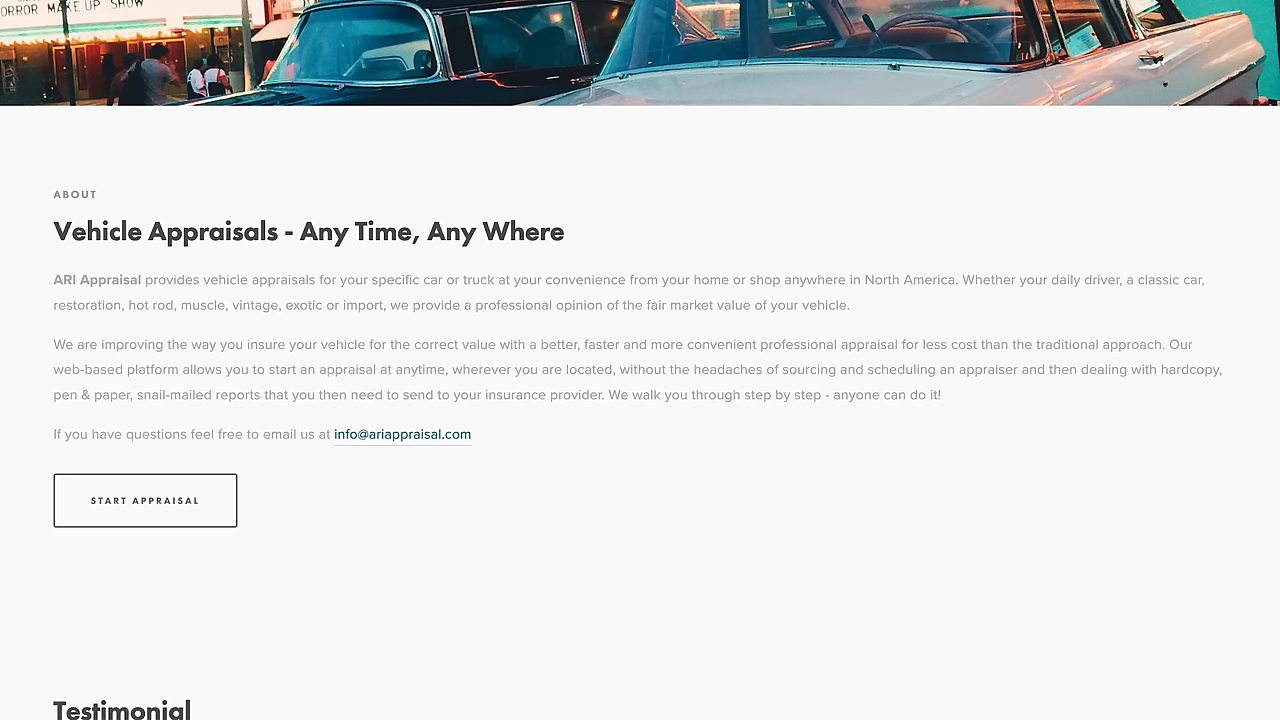 ORROR MAKE UP SHOW
ABOUT
Vehicle Appraisals - Any Time, Any Where
ARI Appraisal provides vehicle appraisals for your specific car or truck at your convenience from your home or shop anywhere in North America. Whether your daily driver, a classic car,
restoration, hot rod, muscle, vintage, exotic or import, we provide a professional opinion of the fair market value of your vehicle.
We are improving the way you insure your vehicle for the correct value with a better, faster and more convenient professional appraisal for less cost than the traditional approach. Our
web-based platform allows you to start an appraisal at anytime, wherever you are located, without the headaches of sourcing and scheduling an appraiser and then dealing with hardcopy,
pen & paper, snail-mailed reports that you then need to send to your insurance provider. We walk you through step by step - anyone can do it!
If you have questions feel free to email us at info@ariappraisal.com
START APPRAISAL
Testimonial